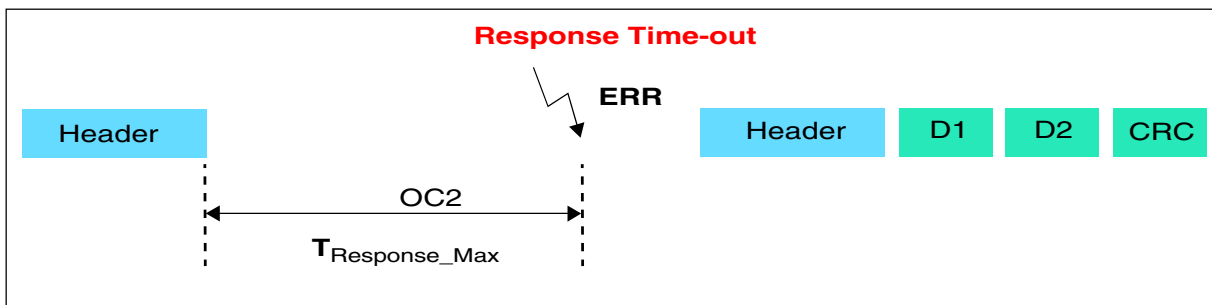 Response Time-out
ERR
Header
Header D1 D2 CRC
OC2
TResponse_Max